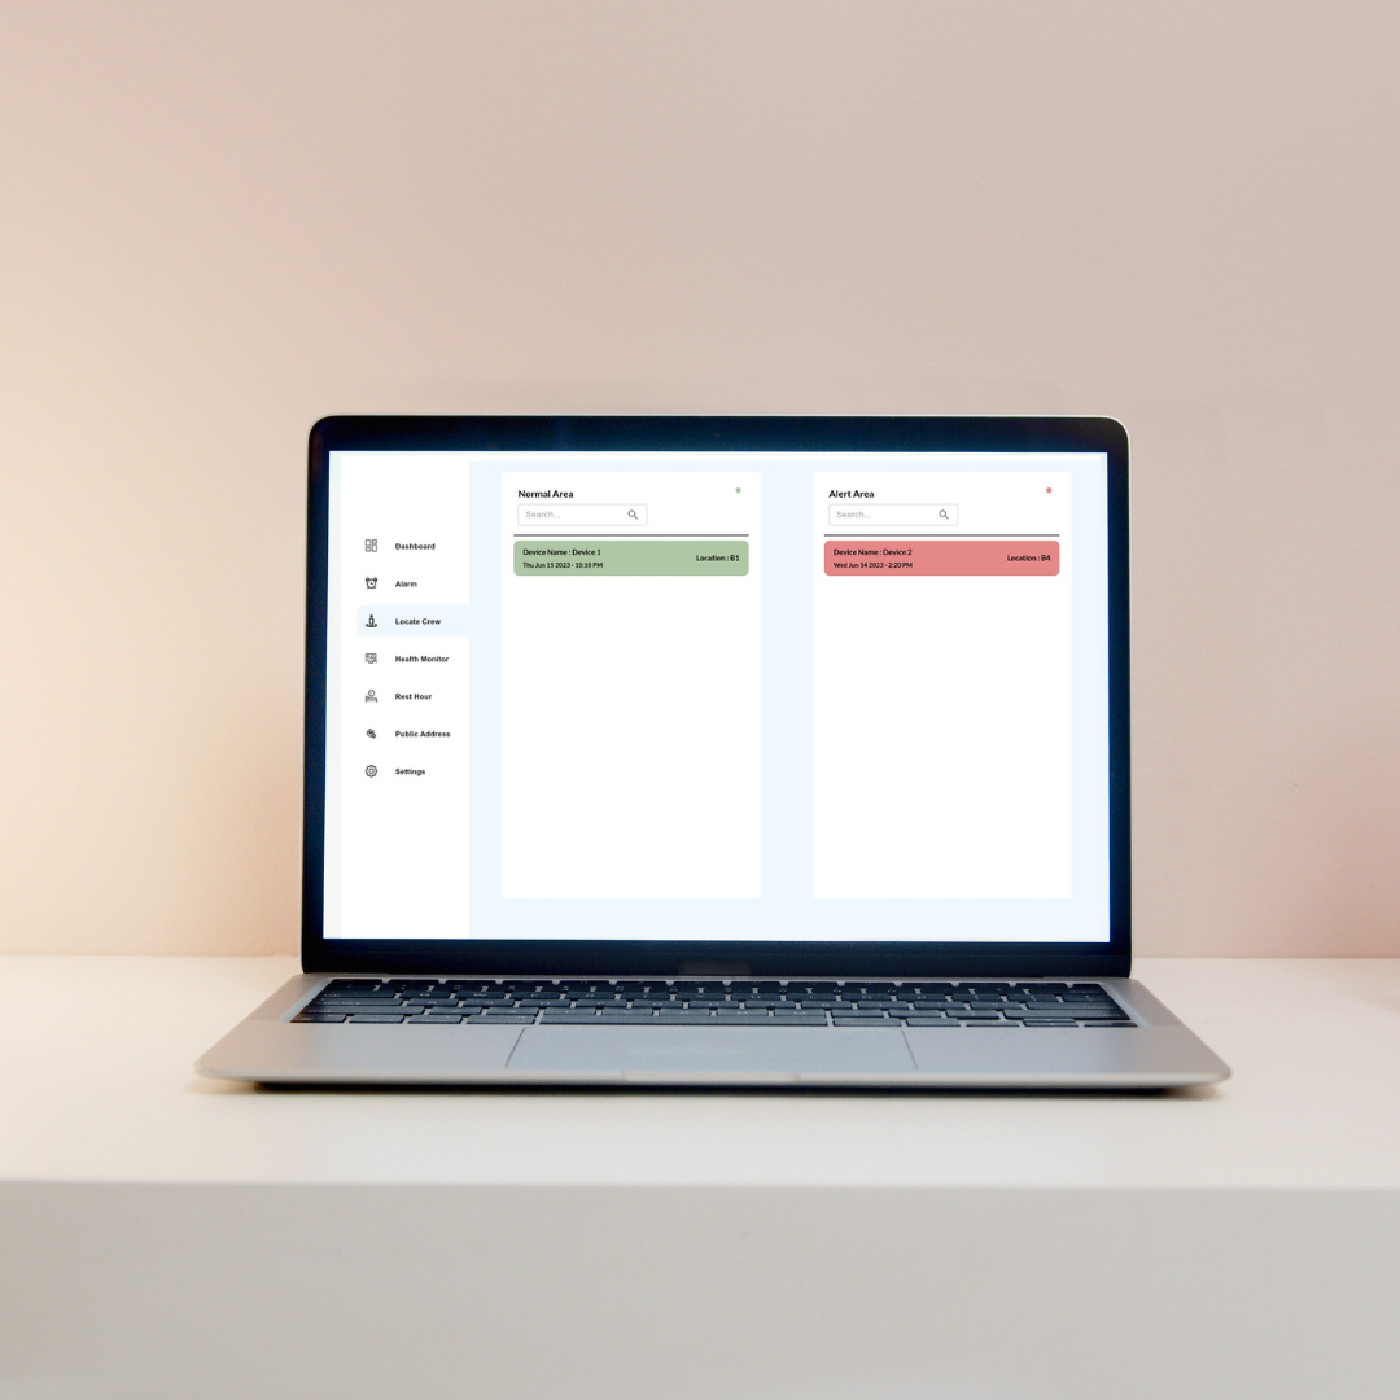 Dashboard
Alarm
Locate Crew
Health Monitor
Rest Hour
Public Address
Settings
Normal Area
Search...
Device Name : Device 1
Thu Jun 15 2023 - 10:10 PM
Location : B1
Alert Area
Search...
Device Name : Device 2
Wed Jun 14 2023 - 2:20 PM
Location : B4